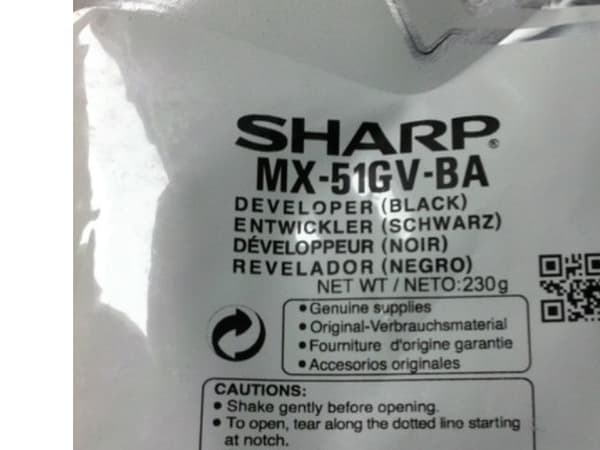 SHARP®
MX-51GV-BA
DEVELOPER (BLACK)
ENTWICKLER (SCHWARZ)
DÉVELOPPEUR (NOIR)
REVELADOR (NEGRO)
NET WT / NETO:230g
• Genuine supplies
• Original-Verbrauchsmaterial
• Fourniture d'origine garantie
• Accesorios originales
CAUTIONS:
• Shake gently before opening.
• To open, tear along the dotted line starting
at notch.